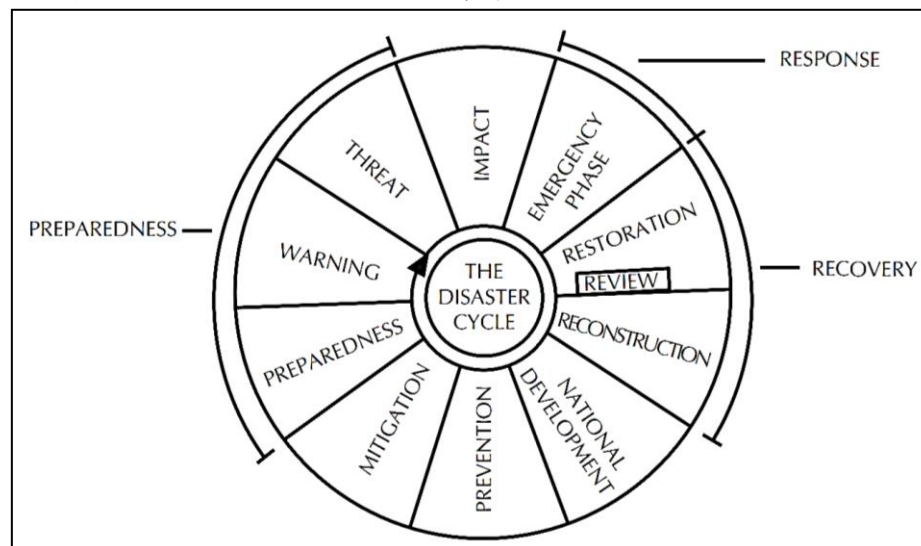 RESPONSE
IMPACT
EMERGENCY
PHASE
THREAT
PREPAREDNESS
WARNING
RESTORATION
REVIEW
RECOVERY
THE
DISASTER
CYCLE
PREPAREDNESS
RECONSTRUCTION
MITIGATION
PREVENTION
NATIONAL
DEVELOPMENT